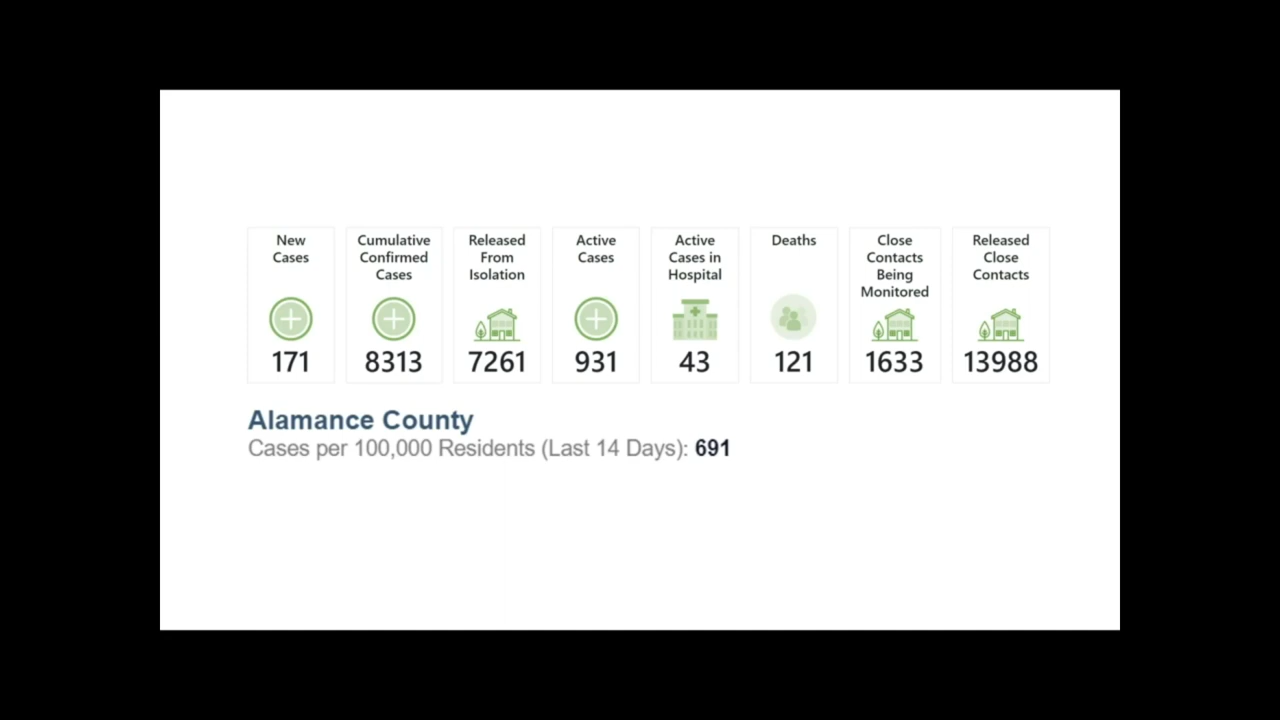 New
Cases
171
Cumulative
Confirmed
Cases
8313
Released
From
Isolation
7261
Active
Cases
931
Active
Cases in
Hospital
43
Deaths
121
Close
Contacts
Being
Monitored
1633
Released
Close
Contacts
13988
Alamance County
Cases per 100,000 Residents (Last 14 Days): 691